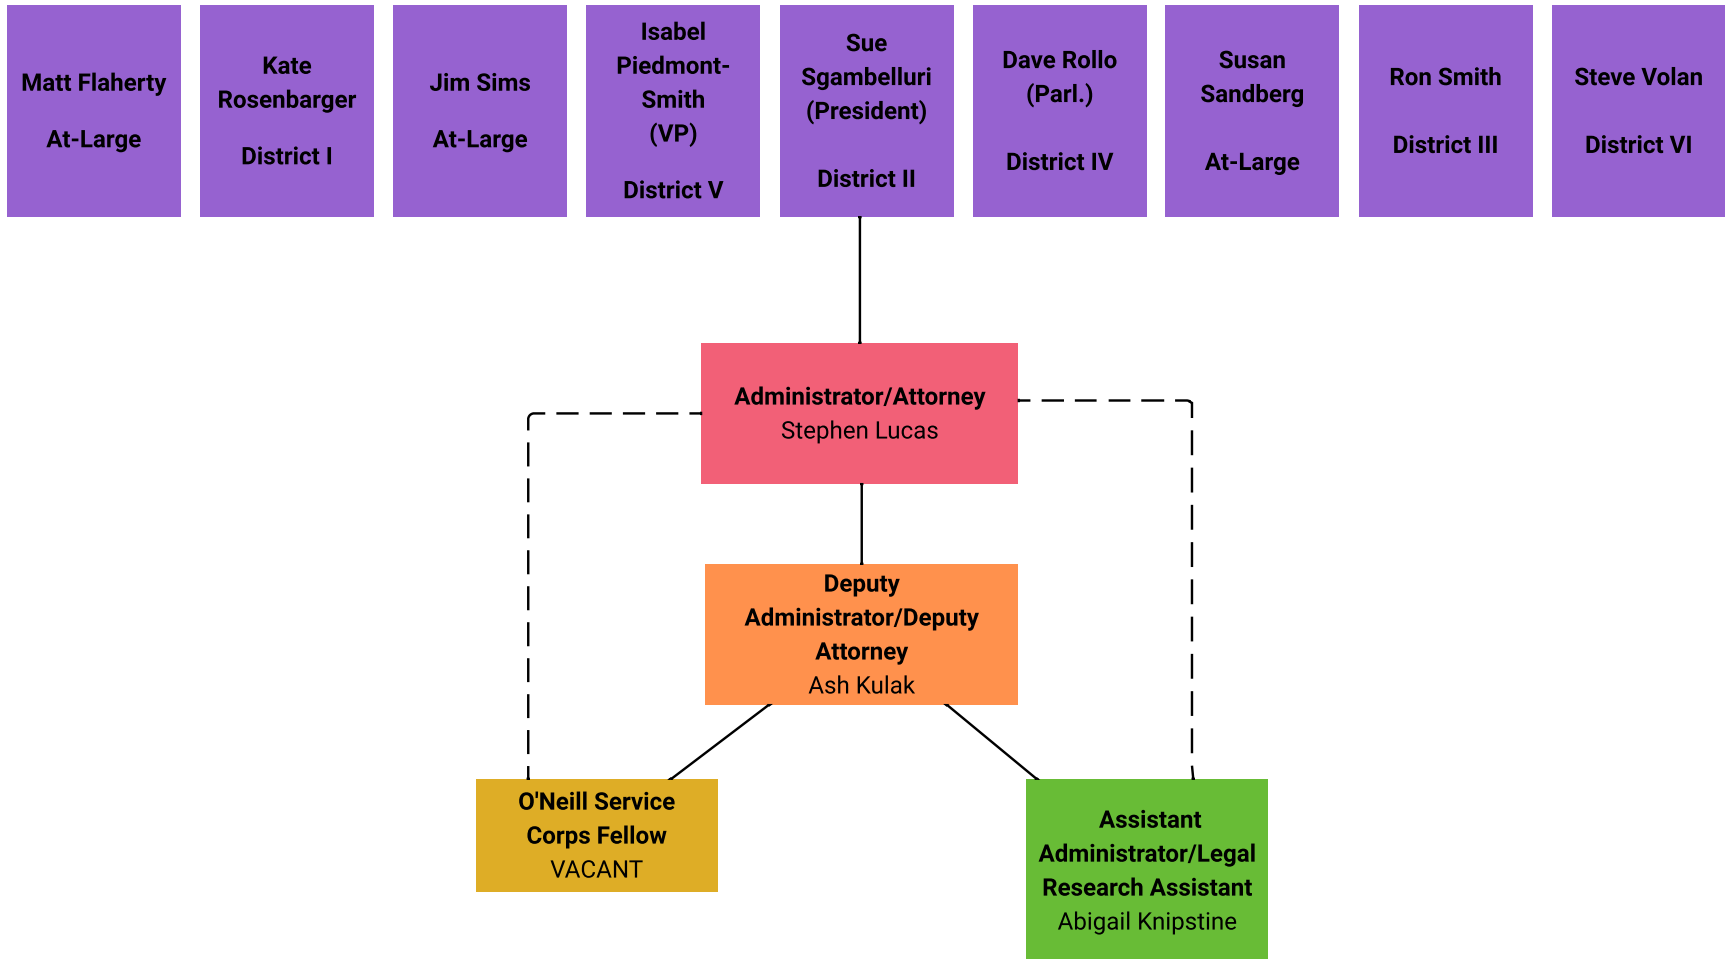 Matt Flaherty
At-Large
Kate
Rosenbarger
District I
Jim Sims
At-Large
Isabel
Piedmont-
Smith
(VP)
District V
Sue
Sgambelluri
(President)
District II
Dave Rollo
(Parl.)
District IV
Susan
Sandberg
At-Large
Ron Smith
District III
Steve Volan
District VI
Administrator/Attorney
Stephen Lucas
Deputy
Administrator/Deputy
Attorney
Ash Kulak
O'Neill Service
Corps Fellow
VACANT
Assistant
Administrator/Legal
Research Assistant
Abigail Knipstine